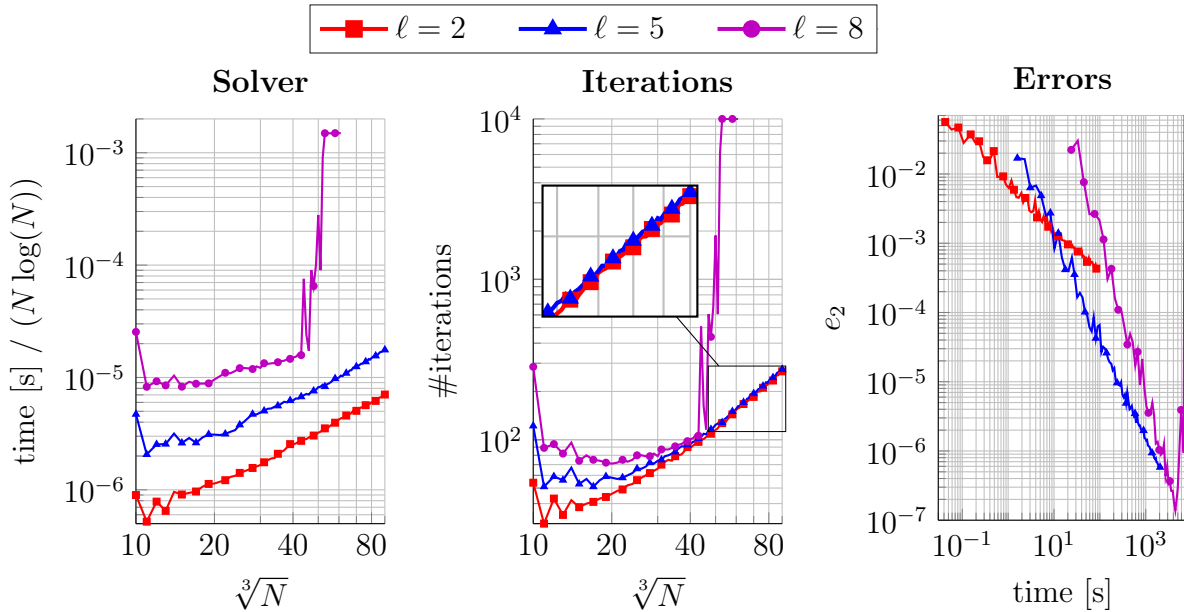 ℓ = 2 ℓ = 5 ℓ = 8
Solver
10⁻³
10⁻⁴
10⁻⁵
10⁻⁶
time [s] / (N log(N))
10 20 40 80
∛N
Iterations
10⁴
10³
10²
#iterations
10 20 40 80
∛N
Errors
10⁻²
10⁻³
10⁻⁴
10⁻⁵
10⁻⁶
10⁻⁷
e₂
10⁻¹ 10¹ 10³
time [s]